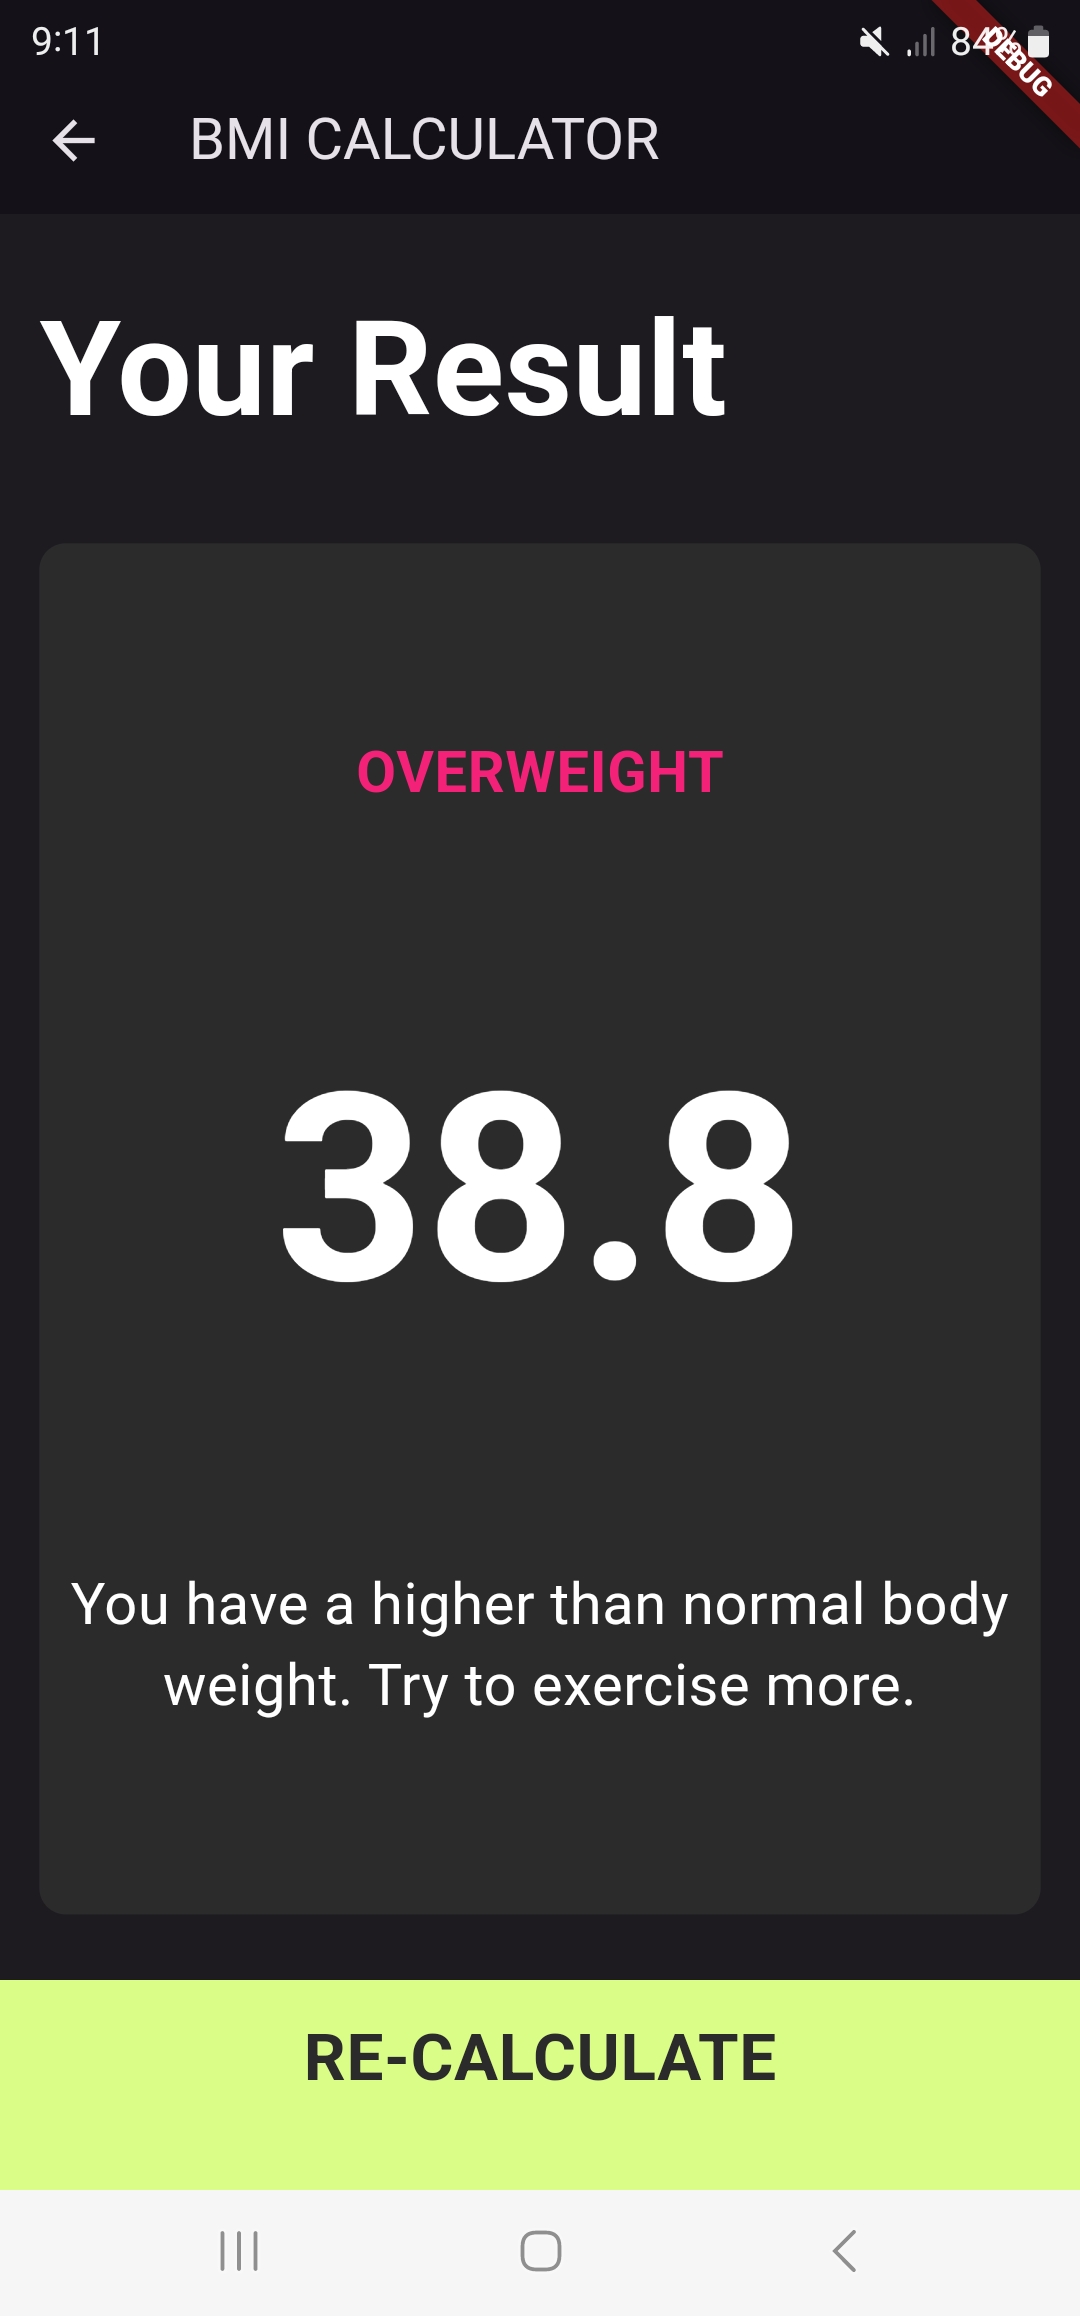 9:11
84%
DEBUG
BMI CALCULATOR
Your Result
OVERWEIGHT
38.8
You have a higher than normal body
weight. Try to exercise more.
RE-CALCULATE